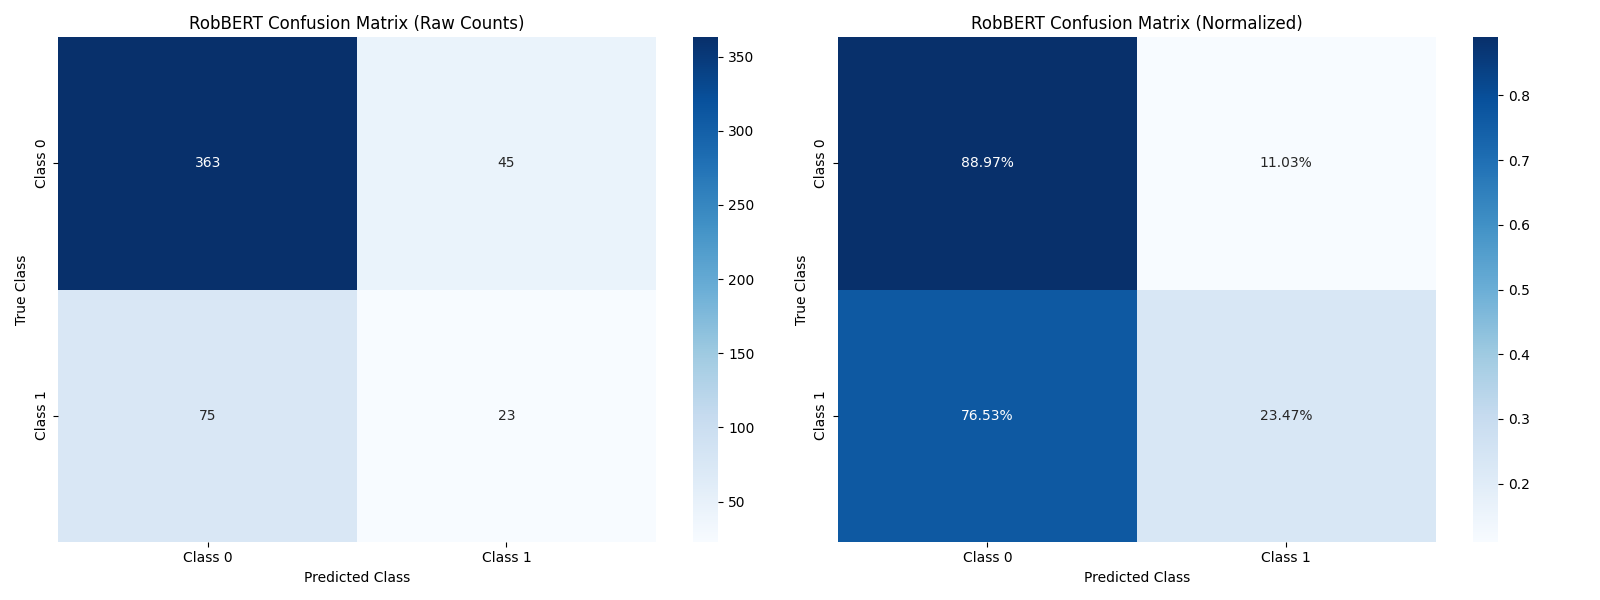 RobBERT Confusion Matrix (Raw Counts)
True Class
Class 0
Class 1
363
45
75
23
Class 0
Class 1
Predicted Class
350
300
250
200
150
100
50
RobBERT Confusion Matrix (Normalized)
True Class
Class 0
Class 1
88.97%
11.03%
76.53%
23.47%
Class 0
Class 1
Predicted Class
0.8
0.7
0.6
0.5
0.4
0.3
0.2